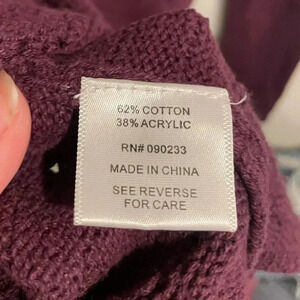 62% COTTON
38% ACRYLIC
RN# 090233
MADE IN CHINA
SEE REVERSE
FOR CARE